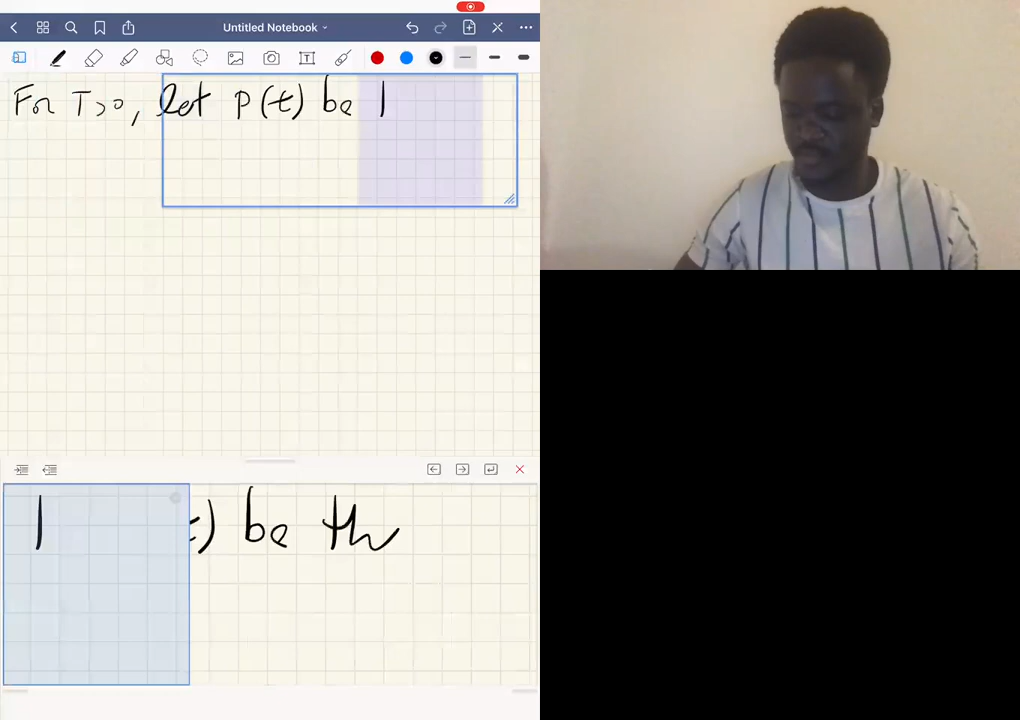 Untitled Notebook
For T>0, let p(t) be l
l t) be th